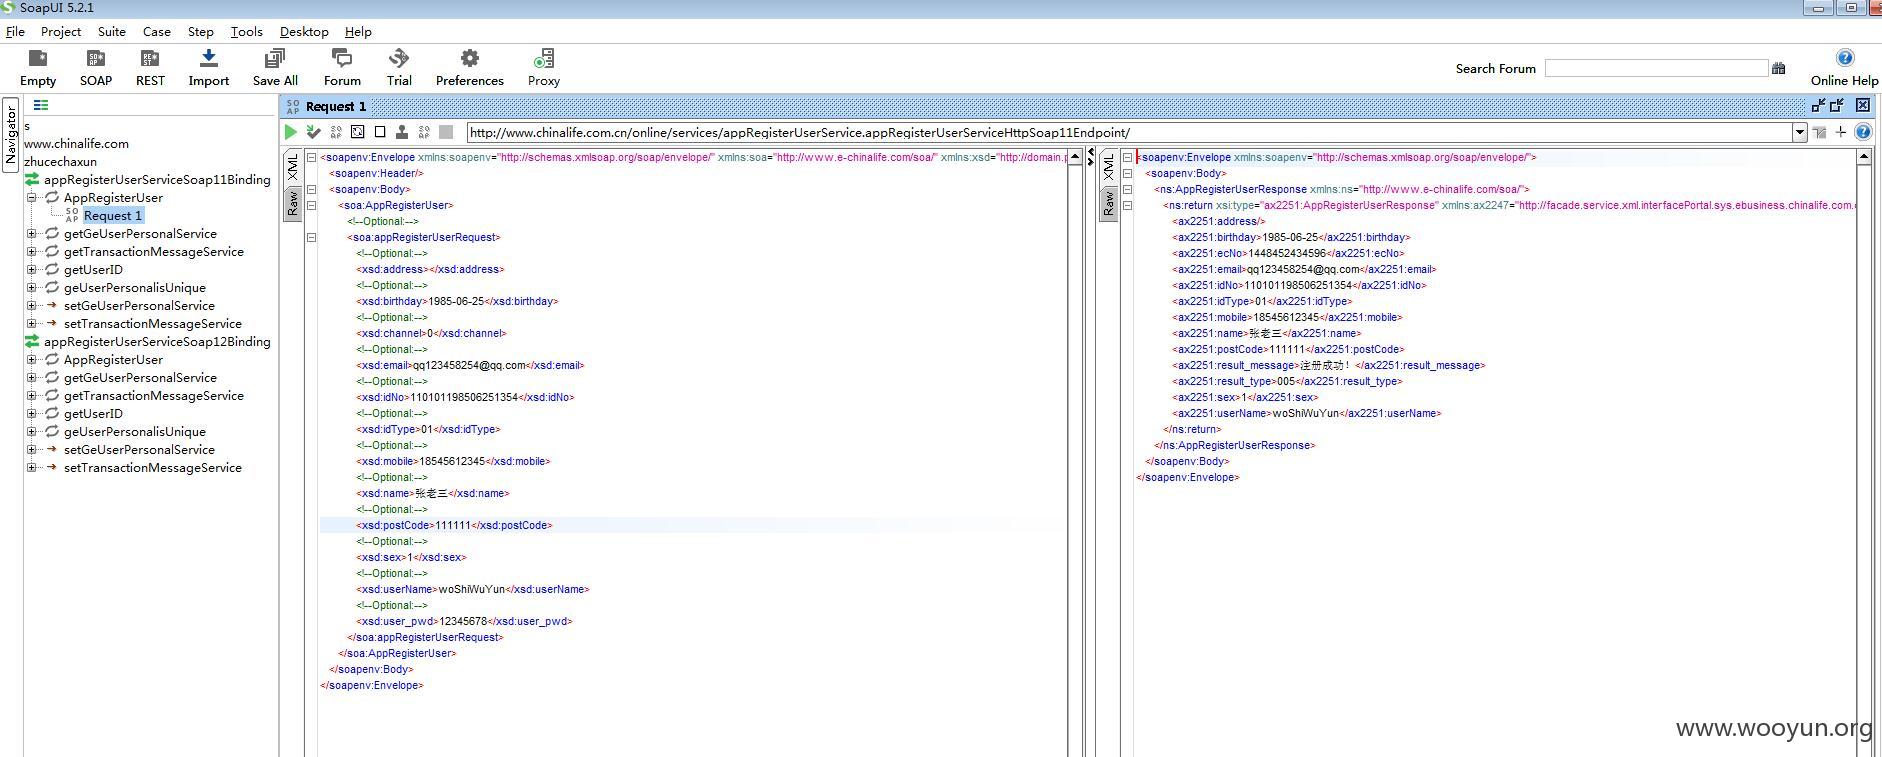 SoapUI 5.2.1
File Project Suite Case Step Tools Desktop Help
Empty SOAP REST Import Save All Forum Trial Preferences Proxy
Search Forum
Online Help
Navigator
s
www.chinalife.com
zhucechaxun
appRegisterUserServiceSoap11Binding
AppRegisterUser
Request 1
getGeUserPersonalService
getTransactionMessageService
getUserID
geUserPersonalisUnique
setGeUserPersonalService
setTransactionMessageService
appRegisterUserServiceSoap12Binding
AppRegisterUser
getGeUserPersonalService
getTransactionMessageService
getUserID
geUserPersonalisUnique
setGeUserPersonalService
setTransactionMessageService
Request 1
http://www.chinalife.com.cn/online/services/appRegisterUserService.appRegisterUserServiceHttpSoap11Endpoint/
XML
Raw
<soapenv:Envelope xmlns:soapenv="http://schemas.xmlsoap.org/soap/envelope/" xmlns:soa="http://www.e-chinalife.com/soa/" xmlns:xsd="http://domain.
<soapenv:Header/>
<soapenv:Body>
<soa:AppRegisterUser>
<!--Optional:-->
<soa:appRegisterUserRequest>
<!--Optional:-->
<xsd:address></xsd:address>
<!--Optional:-->
<xsd:birthday>1985-06-25</xsd:birthday>
<!--Optional:-->
<xsd:channel>0</xsd:channel>
<!--Optional:-->
<xsd:email>qq123458254@qq.com</xsd:email>
<!--Optional:-->
<xsd:idNo>110101198506251354</xsd:idNo>
<!--Optional:-->
<xsd:idType>01</xsd:idType>
<!--Optional:-->
<xsd:mobile>18545612345</xsd:mobile>
<!--Optional:-->
<xsd:name>张老三</xsd:name>
<!--Optional:-->
<xsd:postCode>111111</xsd:postCode>
<!--Optional:-->
<xsd:sex>1</xsd:sex>
<!--Optional:-->
<xsd:userName>woShiWuYun</xsd:userName>
<!--Optional:-->
<xsd:user_pwd>12345678</xsd:user_pwd>
</soa:appRegisterUserRequest>
</soa:AppRegisterUser>
</soapenv:Body>
</soapenv:Envelope>
XML
Raw
<soapenv:Envelope xmlns:soapenv="http://schemas.xmlsoap.org/soap/envelope/">
<soapenv:Body>
<ns:AppRegisterUserResponse xmlns:ns="http://www.e-chinalife.com/soa/">
<ns:return xsi:type="ax2251:AppRegisterUserResponse" xmlns:ax2247="http://facade.service.xml.interfacePortal.sys.ebusiness.chinalife.com.
<ax2251:address/>
<ax2251:birthday>1985-06-25</ax2251:birthday>
<ax2251:ecNo>1448452434596</ax2251:ecNo>
<ax2251:email>qq123458254@qq.com</ax2251:email>
<ax2251:idNo>110101198506251354</ax2251:idNo>
<ax2251:idType>01</ax2251:idType>
<ax2251:mobile>18545612345</ax2251:mobile>
<ax2251:name>张老三</ax2251:name>
<ax2251:postCode>111111</ax2251:postCode>
<ax2251:result_message>注册成功！</ax2251:result_message>
<ax2251:result_type>005</ax2251:result_type>
<ax2251:sex>1</ax2251:sex>
<ax2251:userName>woShiWuYun</ax2251:userName>
</ns:return>
</ns:AppRegisterUserResponse>
</soapenv:Body>
</soapenv:Envelope>
www.wooyun.org